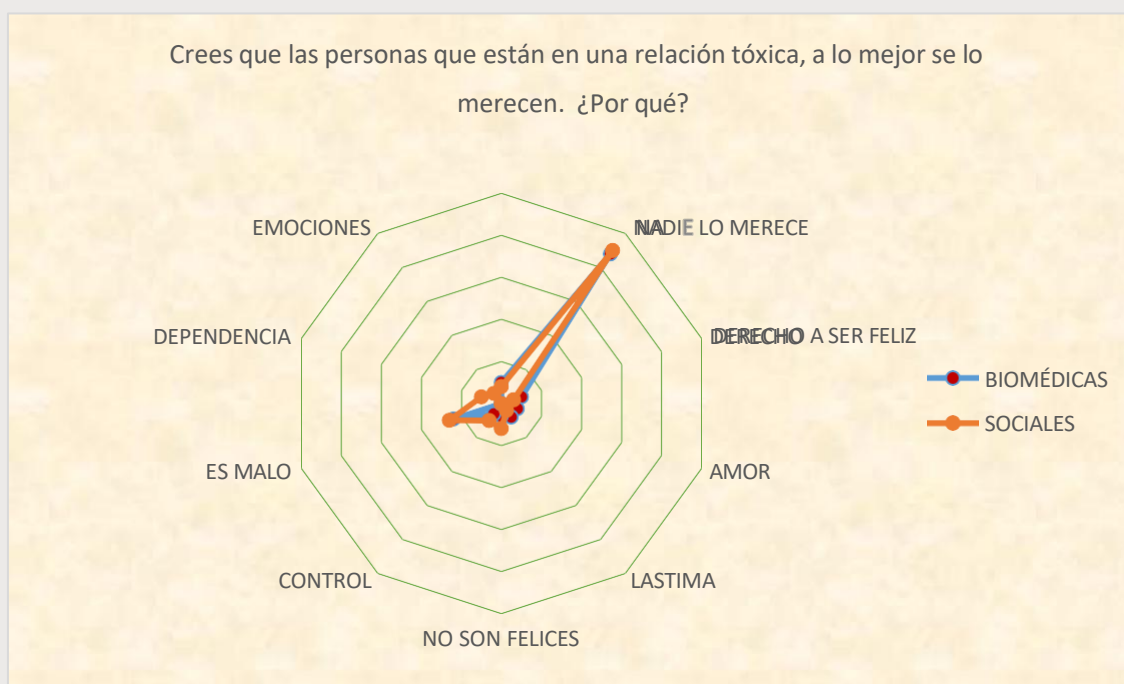 Crees que las personas que están en una relación tóxica, a lo mejor se lo
merecen. ¿Por qué?
EMOCIONES
NADIE LO MERECE
DEPENDENCIA
DERECHO A SER FELIZ
BIOMÉDICAS
SOCIALES
ES MALO
AMOR
CONTROL
LASTIMA
NO SON FELICES